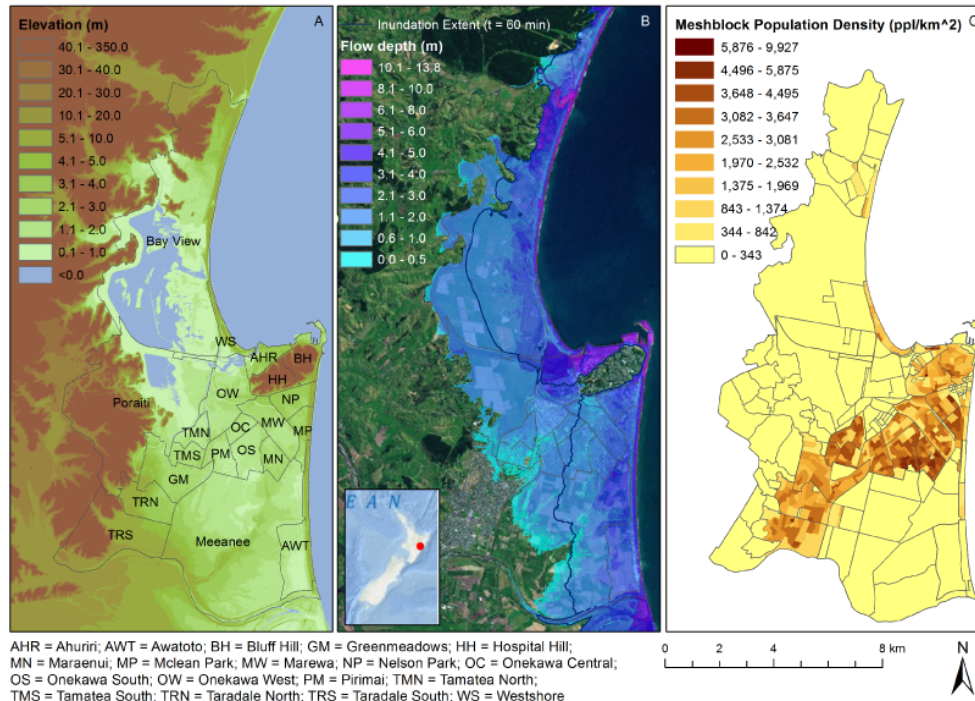 Elevation (m)
40.1 - 350.0
30.1 - 40.0
20.1 - 30.0
10.1 - 20.0
5.1 - 10.0
4.1 - 5.0
3.1 - 4.0
2.1 - 3.0
1.1 - 2.0
0.1 - 1.0
<0.0
A
Bay View
WS
AHR
BH
HH
Poraiti
OW
NP
TMN
OC
MW
MP
TMS
PM
OS
MN
GM
TRN
TRS
Meeanee
AWT
Inundation Extent (t = 60 min)
B
Flow depth (m)
10.1 - 13.8
8.1 - 10.0
6.1 - 8.0
5.1 - 6.0
4.1 - 5.0
3.1 - 4.0
2.1 - 3.0
1.1 - 2.0
0.6 - 1.0
0.0 - 0.5
E A N
Meshblock Population Density (ppl/km^2)
C
5,876 - 9,927
4,496 - 5,875
3,648 - 4,495
3,082 - 3,647
2,533 - 3,081
1,970 - 2,532
1,375 - 1,969
843 - 1,374
344 - 842
0 - 343
AHR = Ahuriri; AWT = Awatoto; BH = Bluff Hill; GM = Greenmeadows; HH = Hospital Hill;
MN = Maraenui; MP = Mclean Park; MW = Marewa; NP = Nelson Park; OC = Onekawa Central;
OS = Onekawa South; OW = Onekawa West; PM = Pirimai; TMN = Tamatea North;
TMS = Tamatea South; TRN = Taradale North; TRS = Taradale South; WS = Westshore
0 2 4 8 km
N